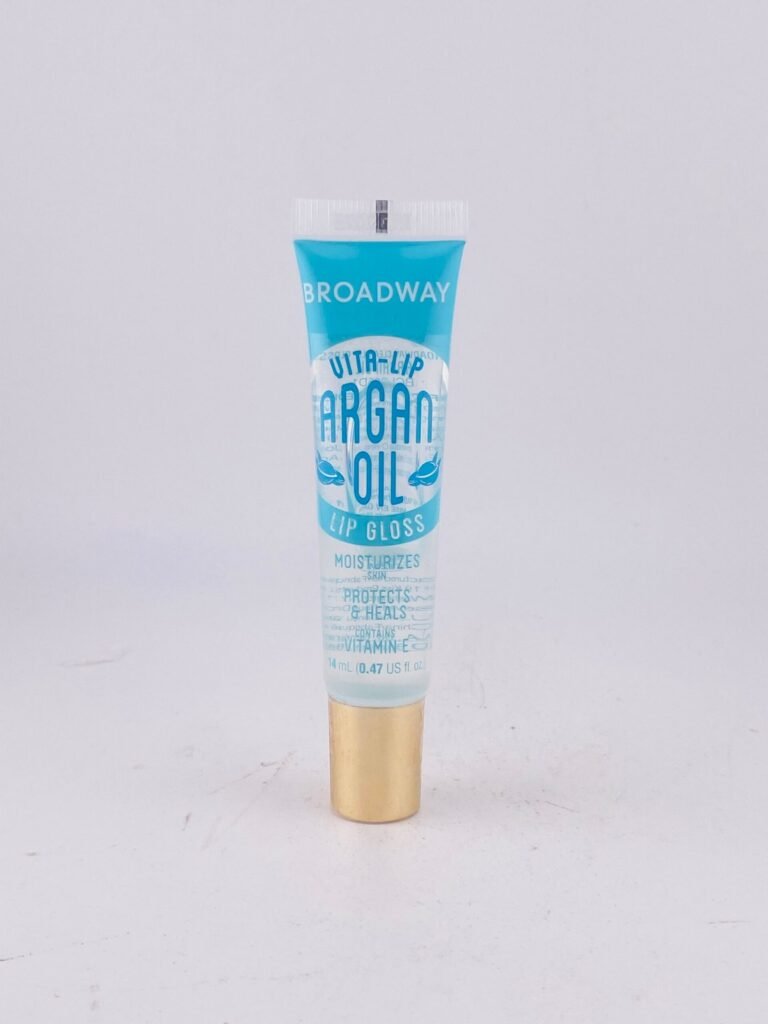 BROADWAY
VITA-LIP
ARGAN
OIL
LIP GLOSS
MOISTURIZES
SKIN
PROTECTS
& HEALS
CONTAINS
VITAMIN E
14 mL (0.47 US fl. oz.)